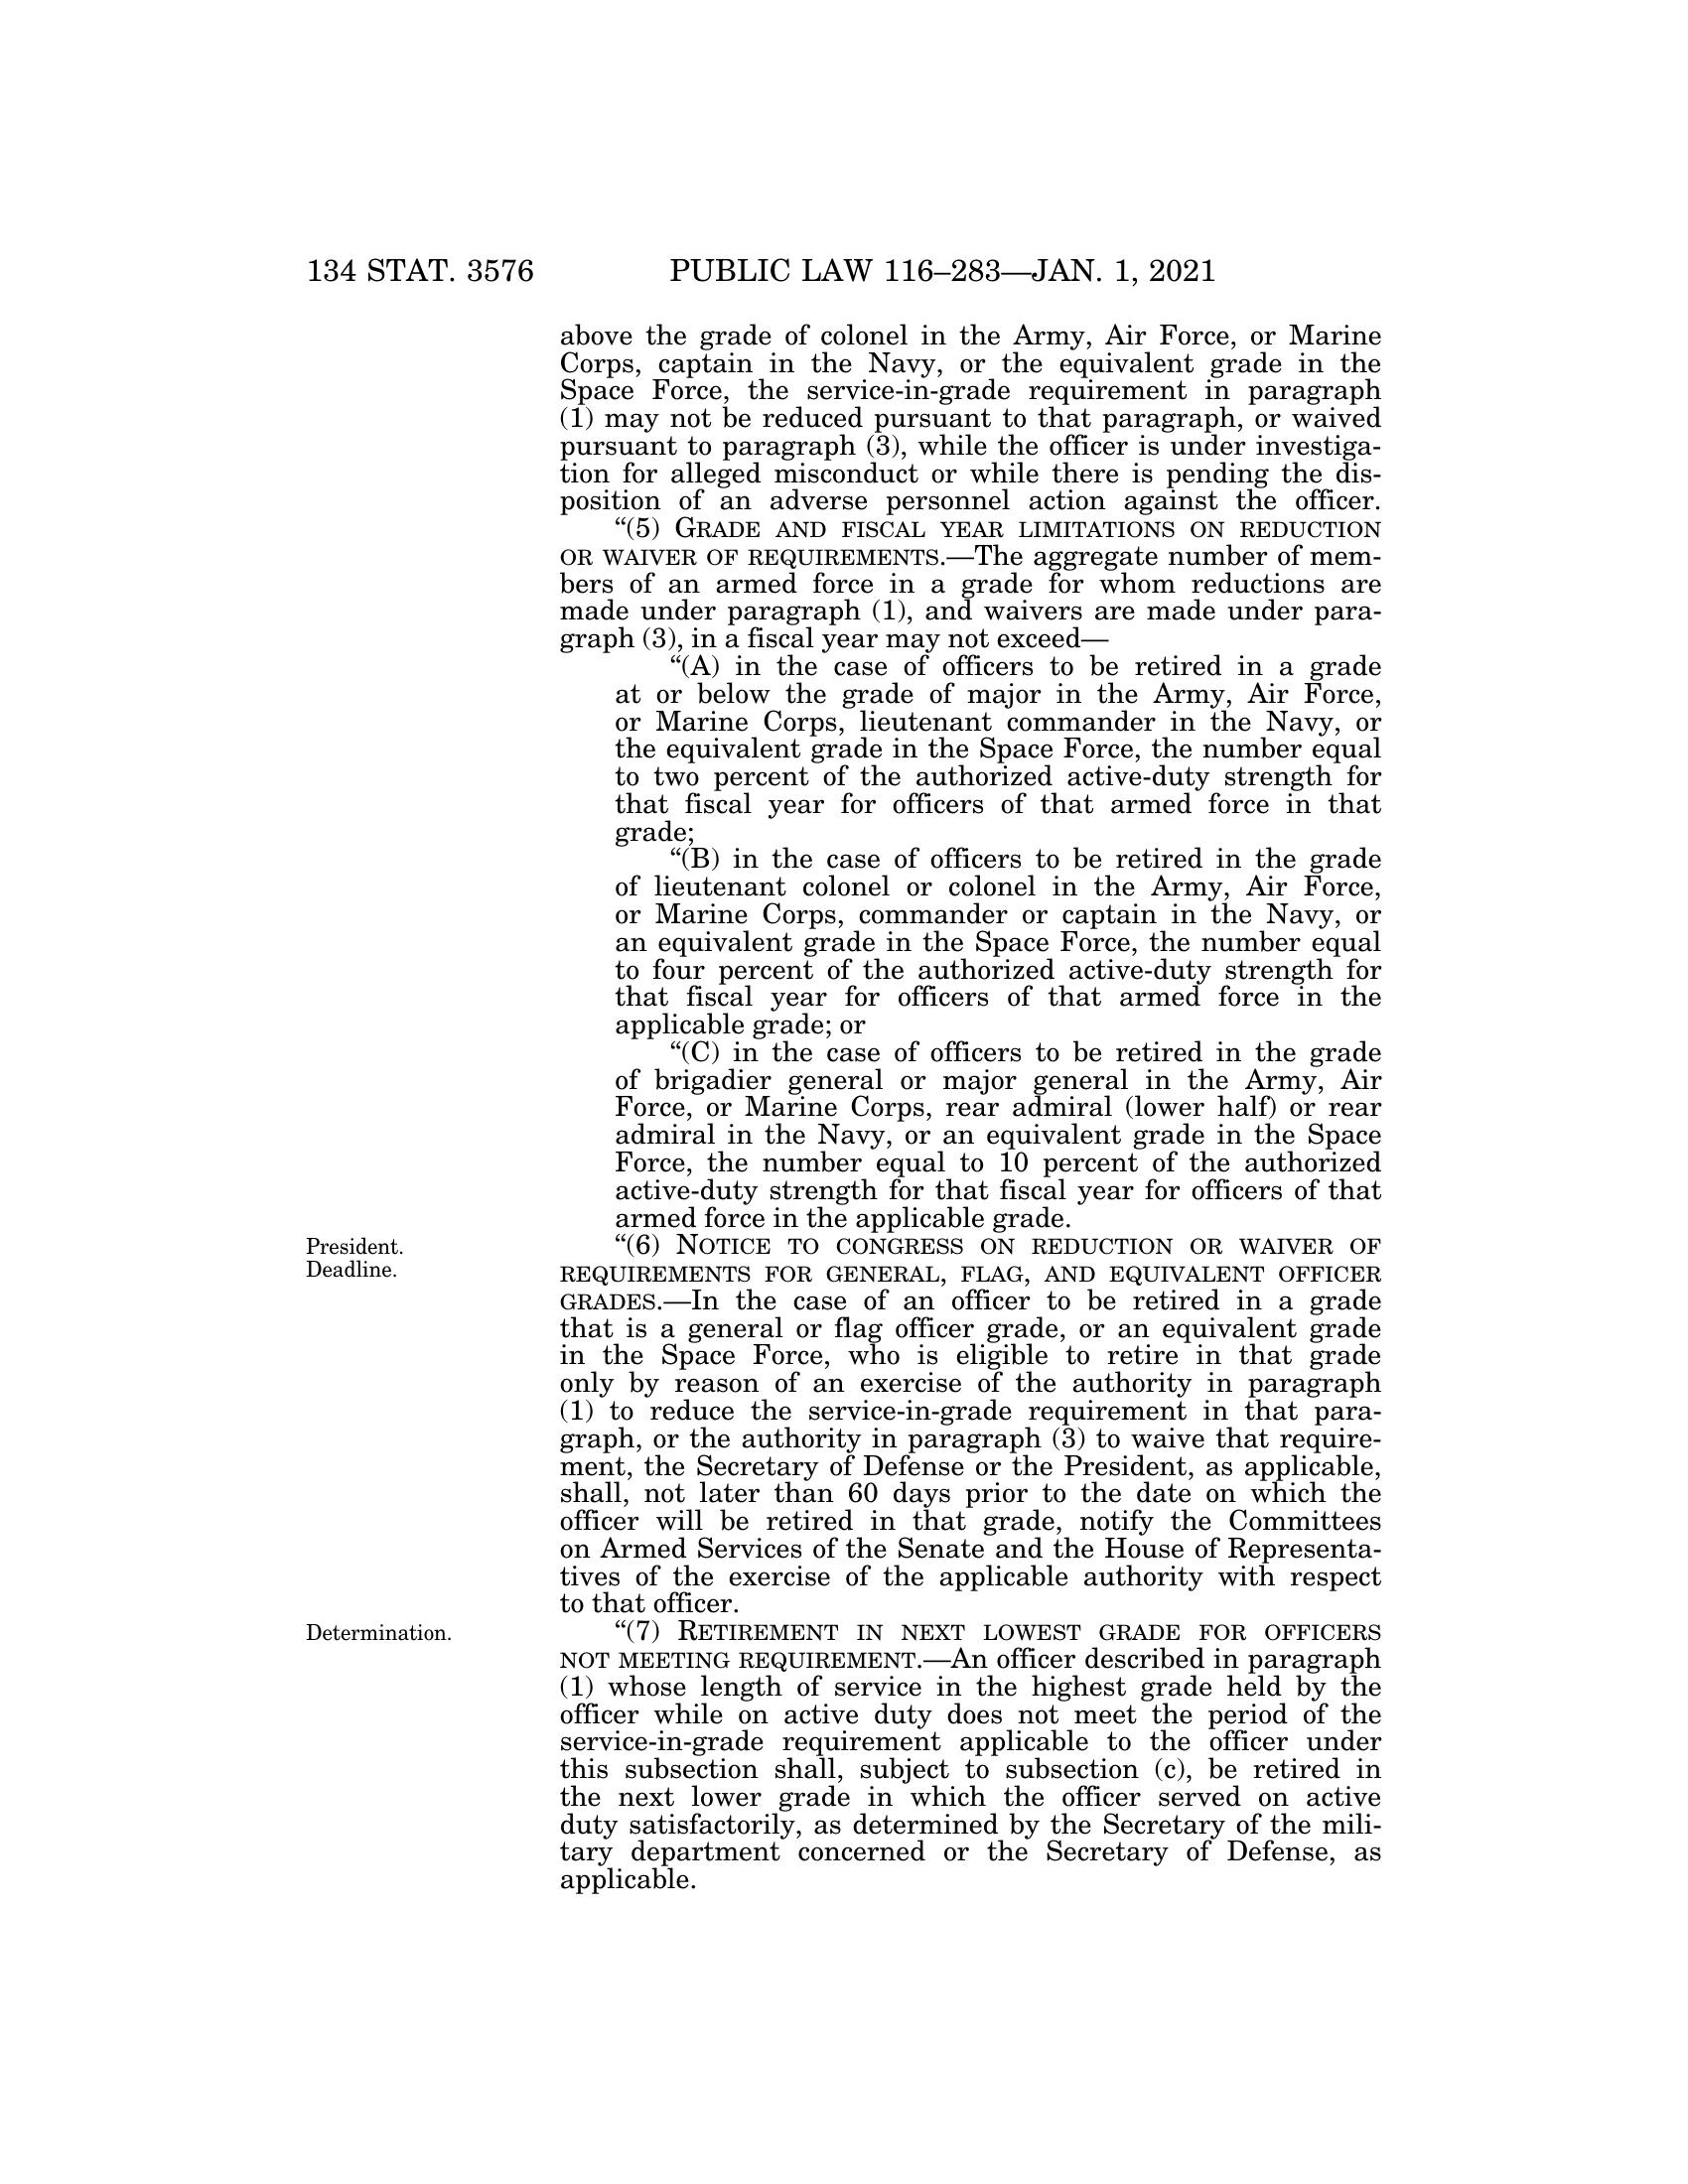 134 STAT. 3576
PUBLIC LAW 116–283—JAN. 1, 2021
above the grade of colonel in the Army, Air Force, or Marine
Corps, captain in the Navy, or the equivalent grade in the
Space Force, the service-in-grade requirement in paragraph
(1) may not be reduced pursuant to that paragraph, or waived
pursuant to paragraph (3), while the officer is under investiga-
tion for alleged misconduct or while there is pending the dis-
position of an adverse personnel action against the officer.
“(5) GRADE AND FISCAL YEAR LIMITATIONS ON REDUCTION
OR WAIVER OF REQUIREMENTS.—The aggregate number of mem-
bers of an armed force in a grade for whom reductions are
made under paragraph (1), and waivers are made under para-
graph (3), in a fiscal year may not exceed—
“(A) in the case of officers to be retired in a grade
at or below the grade of major in the Army, Air Force,
or Marine Corps, lieutenant commander in the Navy, or
the equivalent grade in the Space Force, the number equal
to two percent of the authorized active-duty strength for
that fiscal year for officers of that armed force in that
grade;
“(B) in the case of officers to be retired in the grade
of lieutenant colonel or colonel in the Army, Air Force,
or Marine Corps, commander or captain in the Navy, or
an equivalent grade in the Space Force, the number equal
to four percent of the authorized active-duty strength for
that fiscal year for officers of that armed force in the
applicable grade; or
“(C) in the case of officers to be retired in the grade
of brigadier general or major general in the Army, Air
Force, or Marine Corps, rear admiral (lower half) or rear
admiral in the Navy, or an equivalent grade in the Space
Force, the number equal to 10 percent of the authorized
active-duty strength for that fiscal year for officers of that
armed force in the applicable grade.
President.
Deadline.
“(6) NOTICE TO CONGRESS ON REDUCTION OR WAIVER OF
REQUIREMENTS FOR GENERAL, FLAG, AND EQUIVALENT OFFICER
GRADES.—In the case of an officer to be retired in a grade
that is a general or flag officer grade, or an equivalent grade
in the Space Force, who is eligible to retire in that grade
only by reason of an exercise of the authority in paragraph
(1) to reduce the service-in-grade requirement in that para-
graph, or the authority in paragraph (3) to waive that require-
ment, the Secretary of Defense or the President, as applicable,
shall, not later than 60 days prior to the date on which the
officer will be retired in that grade, notify the Committees
on Armed Services of the Senate and the House of Representa-
tives of the exercise of the applicable authority with respect
to that officer.
Determination.
“(7) RETIREMENT IN NEXT LOWEST GRADE FOR OFFICERS
NOT MEETING REQUIREMENT.—An officer described in paragraph
(1) whose length of service in the highest grade held by the
officer while on active duty does not meet the period of the
service-in-grade requirement applicable to the officer under
this subsection shall, subject to subsection (c), be retired in
the next lower grade in which the officer served on active
duty satisfactorily, as determined by the Secretary of the mili-
tary department concerned or the Secretary of Defense, as
applicable.